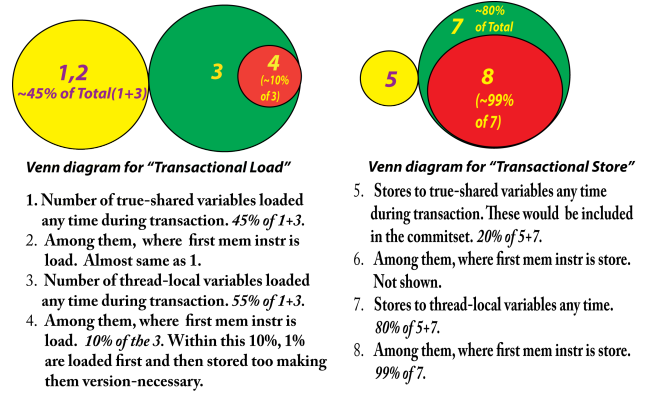 1,2
~45% of Total(1+3)
3
4
(~10%
of 3)
Venn diagram for “Transactional Load”
1. Number of true-shared variables loaded
any time during transaction. 45% of 1+3.
2. Among them, where first mem instr is
load. Almost same as 1.
3. Number of thread-local variables loaded
any time during transaction. 55% of 1+3.
4. Among them, where first mem instr is
load. 10% of the 3. Within this 10%, 1%
are loaded first and then stored too making
them version-necessary.
~80%
7 of Total
5
8
(~99%
of 7)
Venn diagram for “Transactional Store”
5. Stores to true-shared variables any time
during transaction. These would be included
in the commitset. 20% of 5+7.
6. Among them, where first mem instr is store.
Not shown.
7. Stores to thread-local variables any time.
80% of 5+7.
8. Among them, where first mem instr is store.
99% of 7.